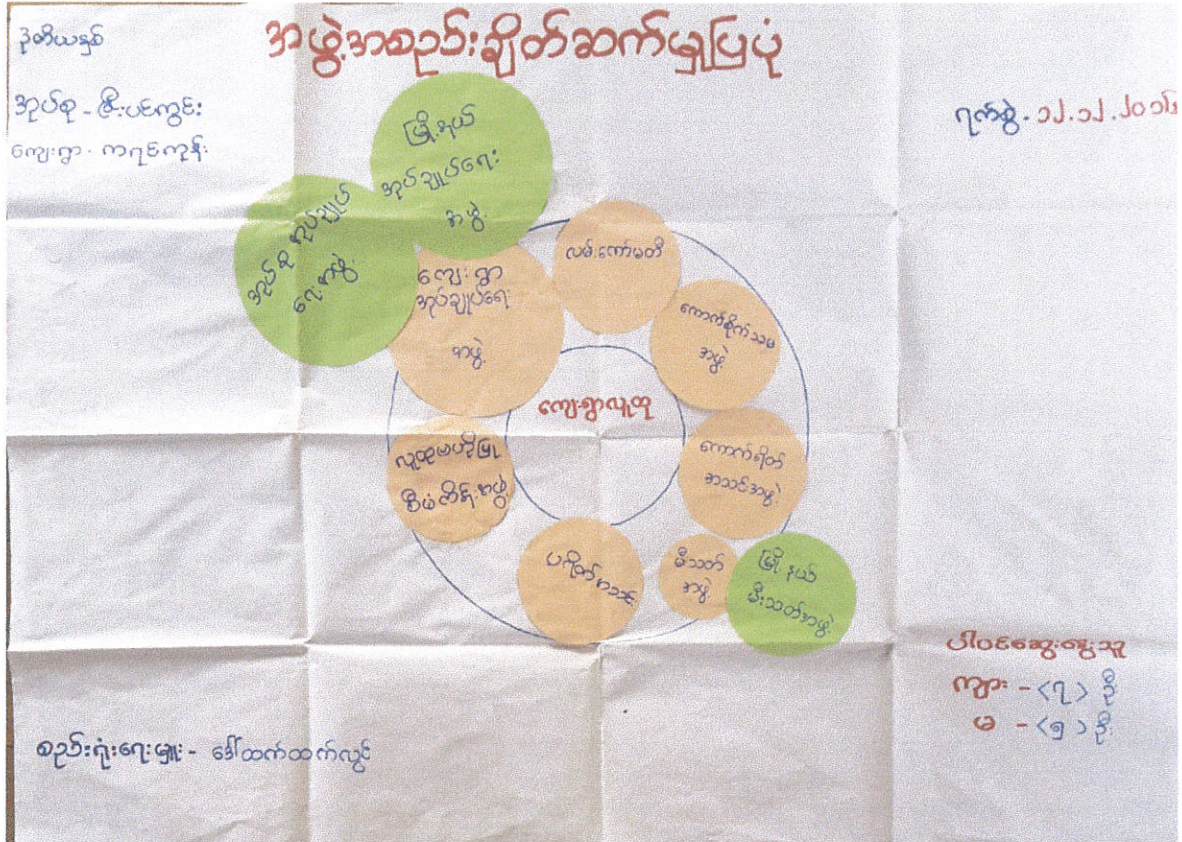 ဒုတိယနှစ်
အဖွဲ့အစည်းချိတ်ဆက်မှုပြပုံ
အုပ်စု - ဇီးပင်ကွင်း
ကျေးရွာ - ကရင်ကုန်း
ရက်စွဲ - ၁၂.၁၂.၂၀၁၂
မြို့နယ်
အုပ်ချုပ်ရေး
အဖွဲ့
အုပ်စု အုပ်ချုပ်
ရေးအဖွဲ့
ကျေးရွာ
အုပ်ချုပ်ရေး
အဖွဲ့
လမ်းကော်မတီ
ကောက်စိုက်သမ
အဖွဲ့
ကျေးရွာလူထု
ကောက်ရိတ်
အသင်းအဖွဲ့
လူထုဗဟိုပြု
စီမံကိန်းအဖွဲ့
ပရိတ်အသင်း
မီးသတ်
အဖွဲ့
မြို့နယ်
မီးသတ်အဖွဲ့
ပါဝင်ဆွေးနွေးသူ
ကျား - <၇> ဦး
မ - <၅> ဦး
စည်းရုံးရေးမှူး - ဒေါ်ထက်ထက်လွင်